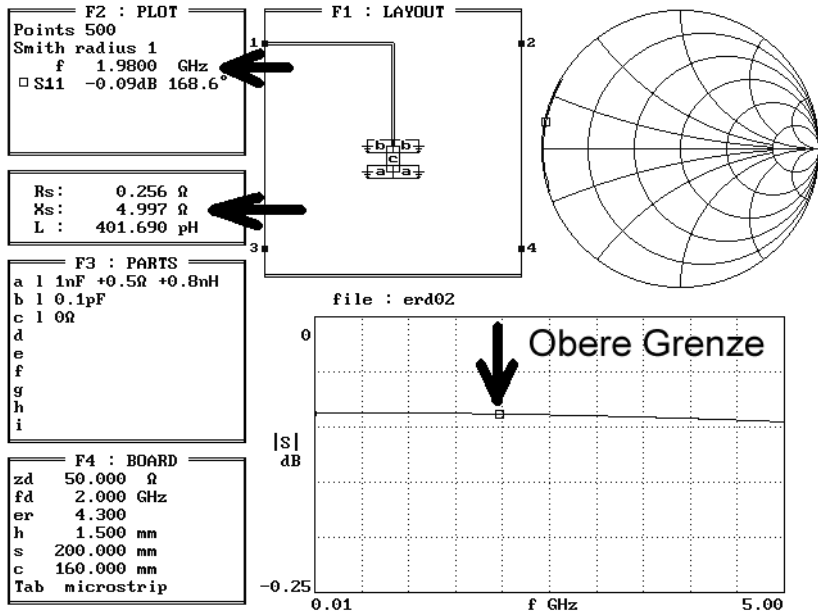 F2 : PLOT
Points 500
Smith radius 1
f 1.9800 GHz
S11 -0.09dB 168.6°
Rs: 0.256 Ω
Xs: 4.997 Ω
L : 401.690 pH
F3 : PARTS
a l 1nF +0.5Ω +0.8nH
b l 0.1pF
c l 0Ω
d
e
f
g
h
i
F4 : BOARD
zd 50.000 Ω
fd 2.000 GHz
er 4.300
h 1.500 mm
s 200.000 mm
c 160.000 mm
Tab microstrip
F1 : LAYOUT
1
2
b b
c
a a
3
4
file : erd02
0
Obere Grenze
|S|
dB
-0.25
0.01 f GHz 5.00